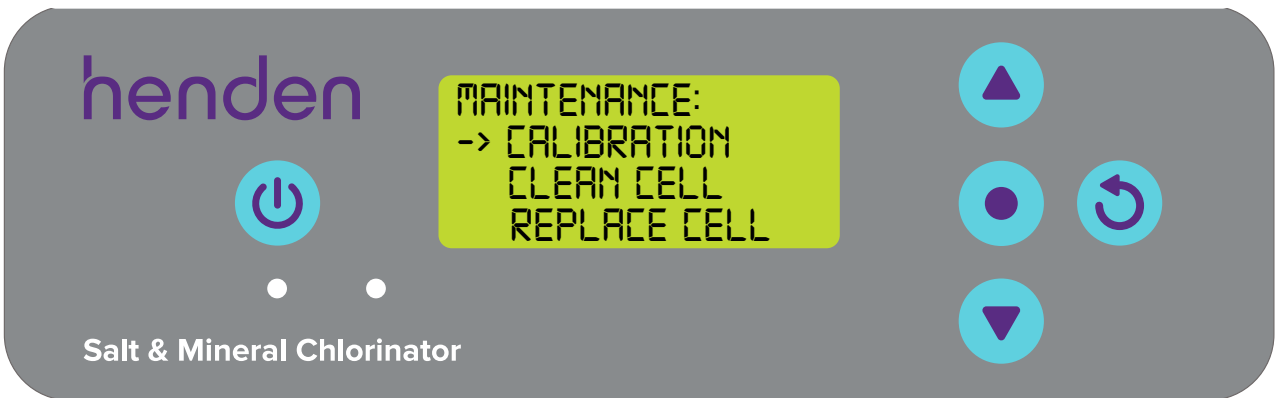 henden
MAINTENANCE:
-> CALIBRATION
CLEAN CELL
REPLACE CELL
Salt & Mineral Chlorinator